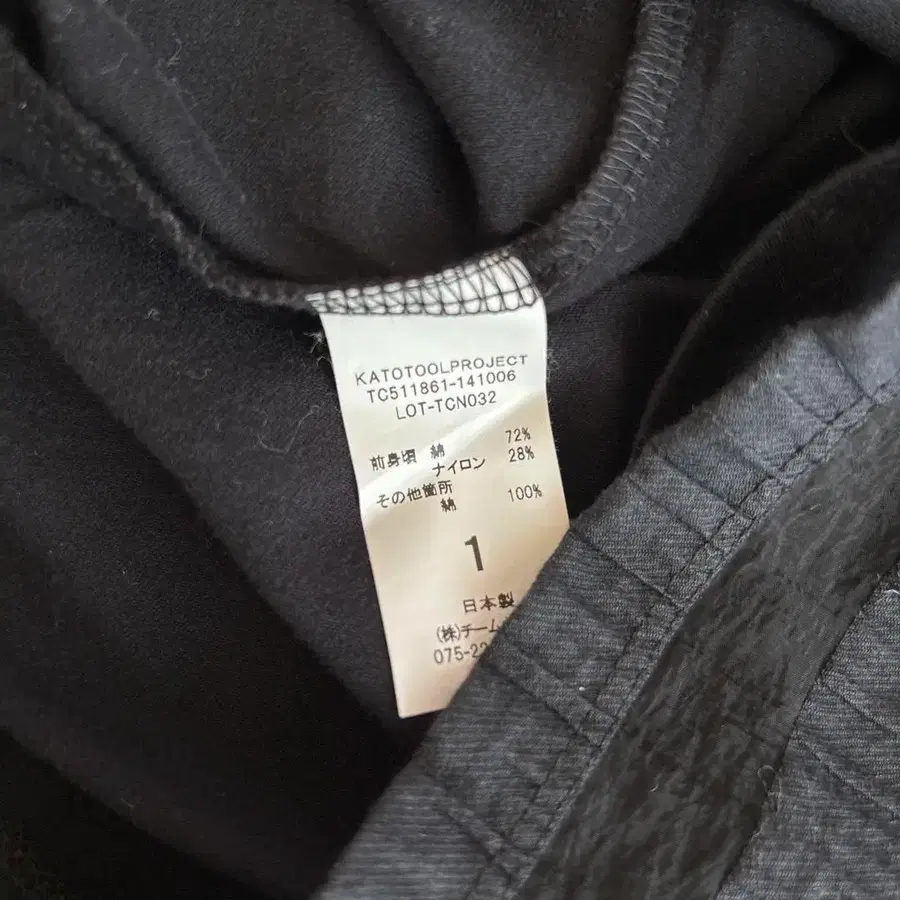 KATOTOOLPROJECT
TC511861-141006
LOT-TCN032
前身頃 綿 72%
ナイロン 28%
その他箇所
綿 100%
1
日本製
(株)チーム
075-22